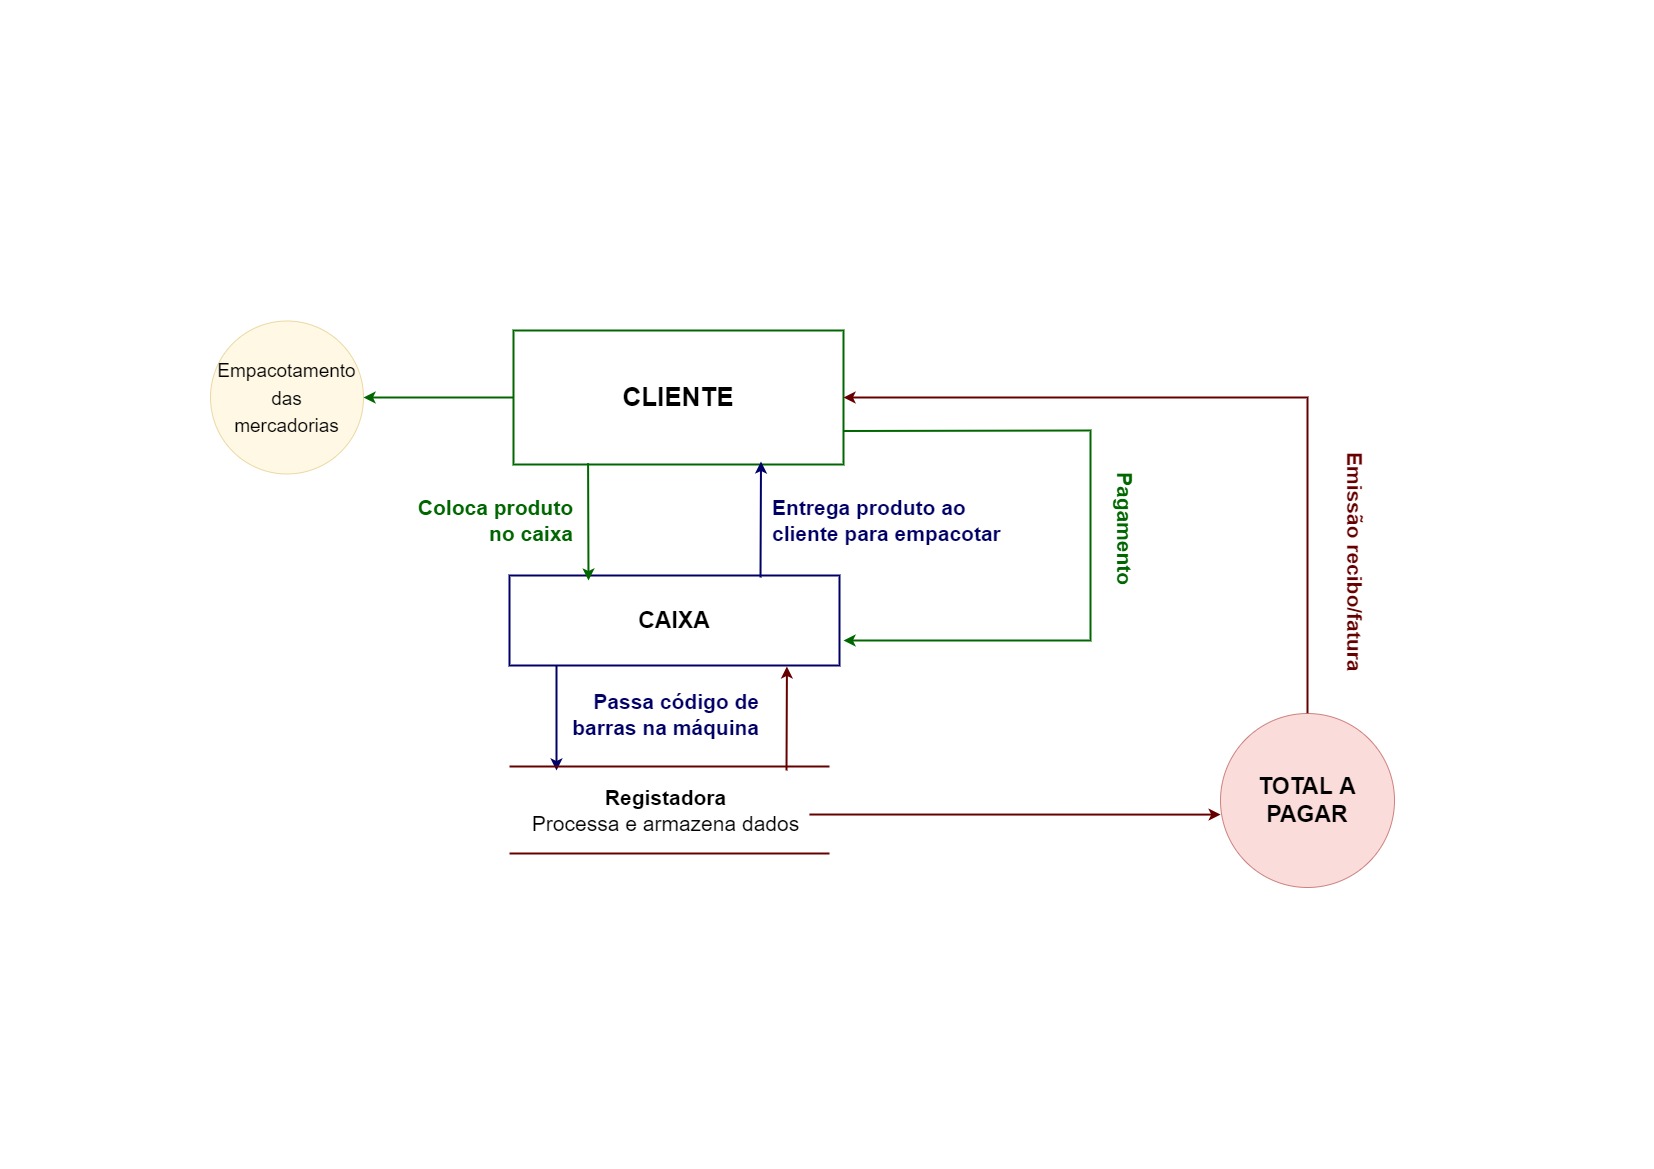 Empacotamento
das
mercadorias
CLIENTE
Coloca produto
no caixa
Entrega produto ao
cliente para empacotar
Pagamento
Emissão recibo/fatura
CAIXA
Passa código de
barras na máquina
Registadora
Processa e armazena dados
TOTAL A
PAGAR